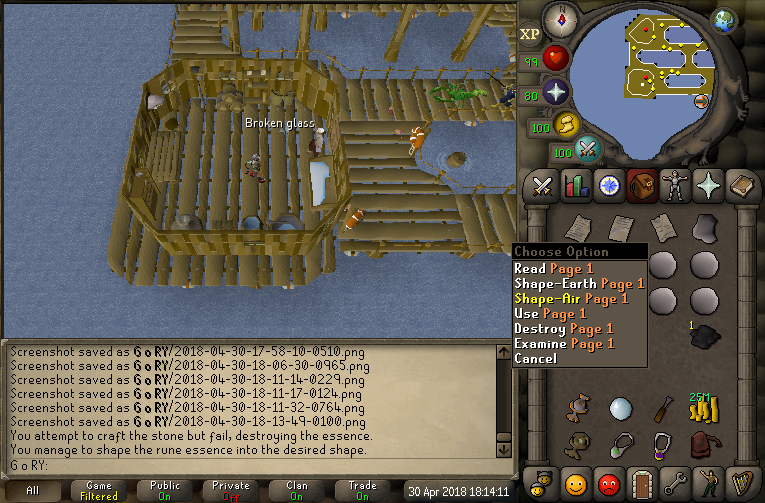 Broken glass
XP
N
99
80
100
100
Choose Option
Read Page 1
Shape-Earth Page 1
Shape-Air Page 1
Use Page 1
Destroy Page 1
Examine Page 1
Cancel
1
25M
Screenshot saved as G o RY/2018-04-30-17-58-10-0510.png
Screenshot saved as G o RY/2018-04-30-18-06-30-0965.png
Screenshot saved as G o RY/2018-04-30-18-11-14-0229.png
Screenshot saved as G o RY/2018-04-30-18-11-17-0124.png
Screenshot saved as G o RY/2018-04-30-18-11-32-0764.png
Screenshot saved as G o RY/2018-04-30-18-13-49-0100.png
You attempt to craft the stone but fail, destroying the essence.
You manage to shape the rune essence into the desired shape.
G o RY:
All
Game
Filtered
Public
On
Private
Off
Clan
On
Trade
On
30 Apr 2018 18:14:11